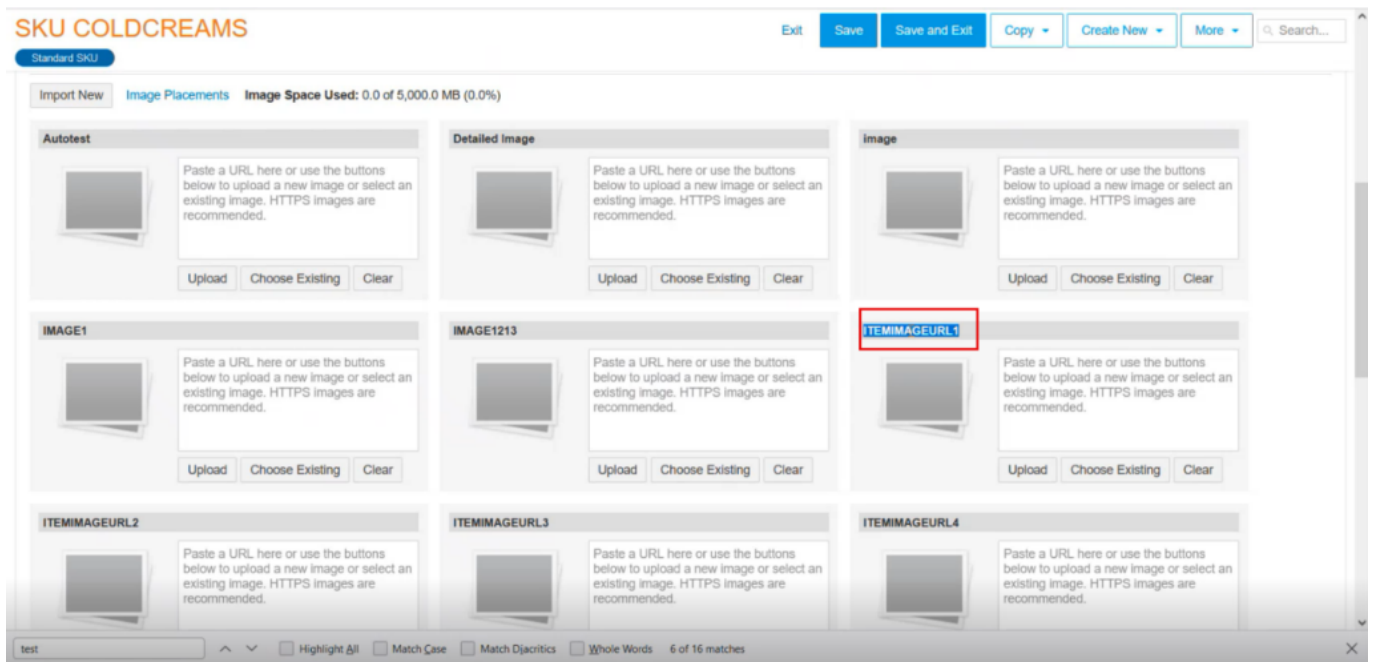 SKU COLDCREAMS
Exit Save Save and Exit Copy Create New More Search...
Standard SKU
Import New Image Placements Image Space Used: 0.0 of 5,000.0 MB (0.0%)
Autotest
Paste a URL here or use the buttons
below to upload a new image or select an
existing image. HTTPS images are
recommended.
Upload Choose Existing Clear
Detailed Image
Paste a URL here or use the buttons
below to upload a new image or select an
existing image. HTTPS images are
recommended.
Upload Choose Existing Clear
image
Paste a URL here or use the buttons
below to upload a new image or select an
existing image. HTTPS images are
recommended.
Upload Choose Existing Clear
IMAGE1
Paste a URL here or use the buttons
below to upload a new image or select an
existing image. HTTPS images are
recommended.
Upload Choose Existing Clear
IMAGE1213
Paste a URL here or use the buttons
below to upload a new image or select an
existing image. HTTPS images are
recommended.
Upload Choose Existing Clear
ITEMIMAGEURL1
Paste a URL here or use the buttons
below to upload a new image or select an
existing image. HTTPS images are
recommended.
Upload Choose Existing Clear
ITEMIMAGEURL2
Paste a URL here or use the buttons
below to upload a new image or select an
existing image. HTTPS images are
recommended.
ITEMIMAGEURL3
Paste a URL here or use the buttons
below to upload a new image or select an
existing image. HTTPS images are
recommended.
ITEMIMAGEURL4
Paste a URL here or use the buttons
below to upload a new image or select an
existing image. HTTPS images are
recommended.
test Highlight All Match Case Match Diacritics Whole Words 6 of 16 matches